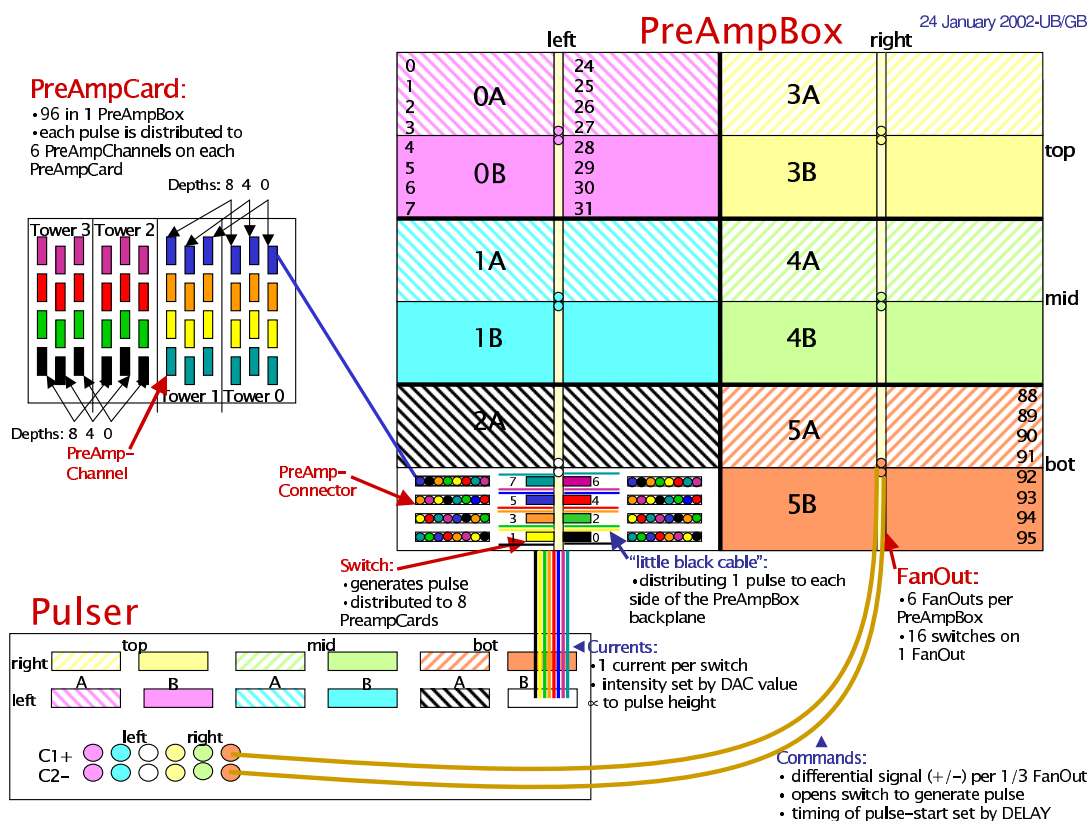 24 January 2002-UB/GB
PreAmpBox
left
right
PreAmpCard:
•96 in 1 PreAmpBox
•each pulse is distributed to
6 PreAmpChannels on each
PreAmpCard
Depths: 8 4 0
Tower 3
Tower 2
Tower 1
Tower 0
Depths: 8 4 0
PreAmp-
Channel
0
1
2
3
4
5
6
7
0A
0B
24
25
26
27
28
29
30
31
3A
3B
top
1A
1B
4A
4B
mid
2A
5A
5B
88
89
90
91
92
93
94
95
bot
PreAmp-
Connector
7
6
5
4
3
2
1
0
Switch:
•generates pulse
•distributed to 8
PreampCards
"little black cable":
•distributing 1 pulse to each
side of the PreAmpBox
backplane
FanOut:
•6 FanOuts per
PreAmpBox
•16 switches on
1 FanOut
Pulser
top
mid
bot
right
A
B
A
B
A
B
left
Currents:
•1 current per switch
•intensity set by DAC value
∝ to pulse height
left
right
C1+
C2-
Commands:
• differential signal (+/-) per 1/3 FanOut
• opens switch to generate pulse
• timing of pulse-start set by DELAY